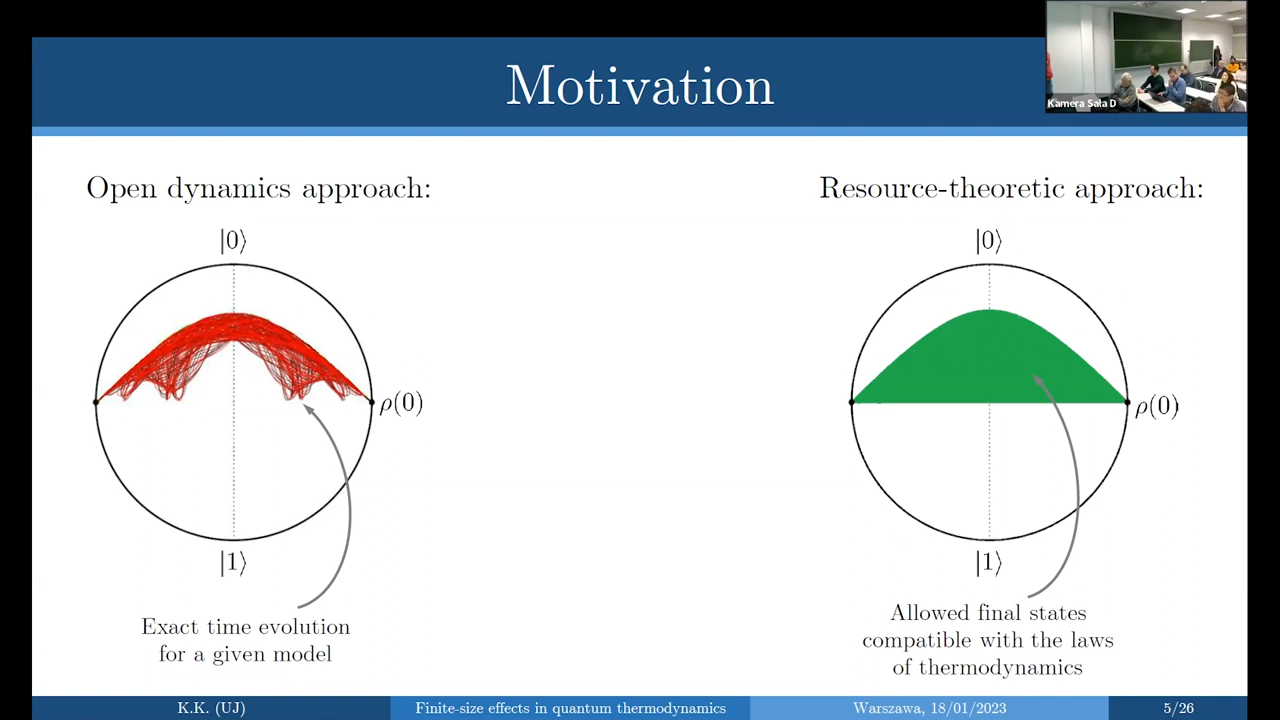 Motivation
Kamera Sala D
Open dynamics approach:
|0⟩
ρ(0)
|1⟩
Exact time evolution
for a given model
Resource-theoretic approach:
|0⟩
ρ(0)
|1⟩
Allowed final states
compatible with the laws
of thermodynamics
K.K. (UJ)
Finite-size effects in quantum thermodynamics
Warszawa, 18/01/2023
5/26